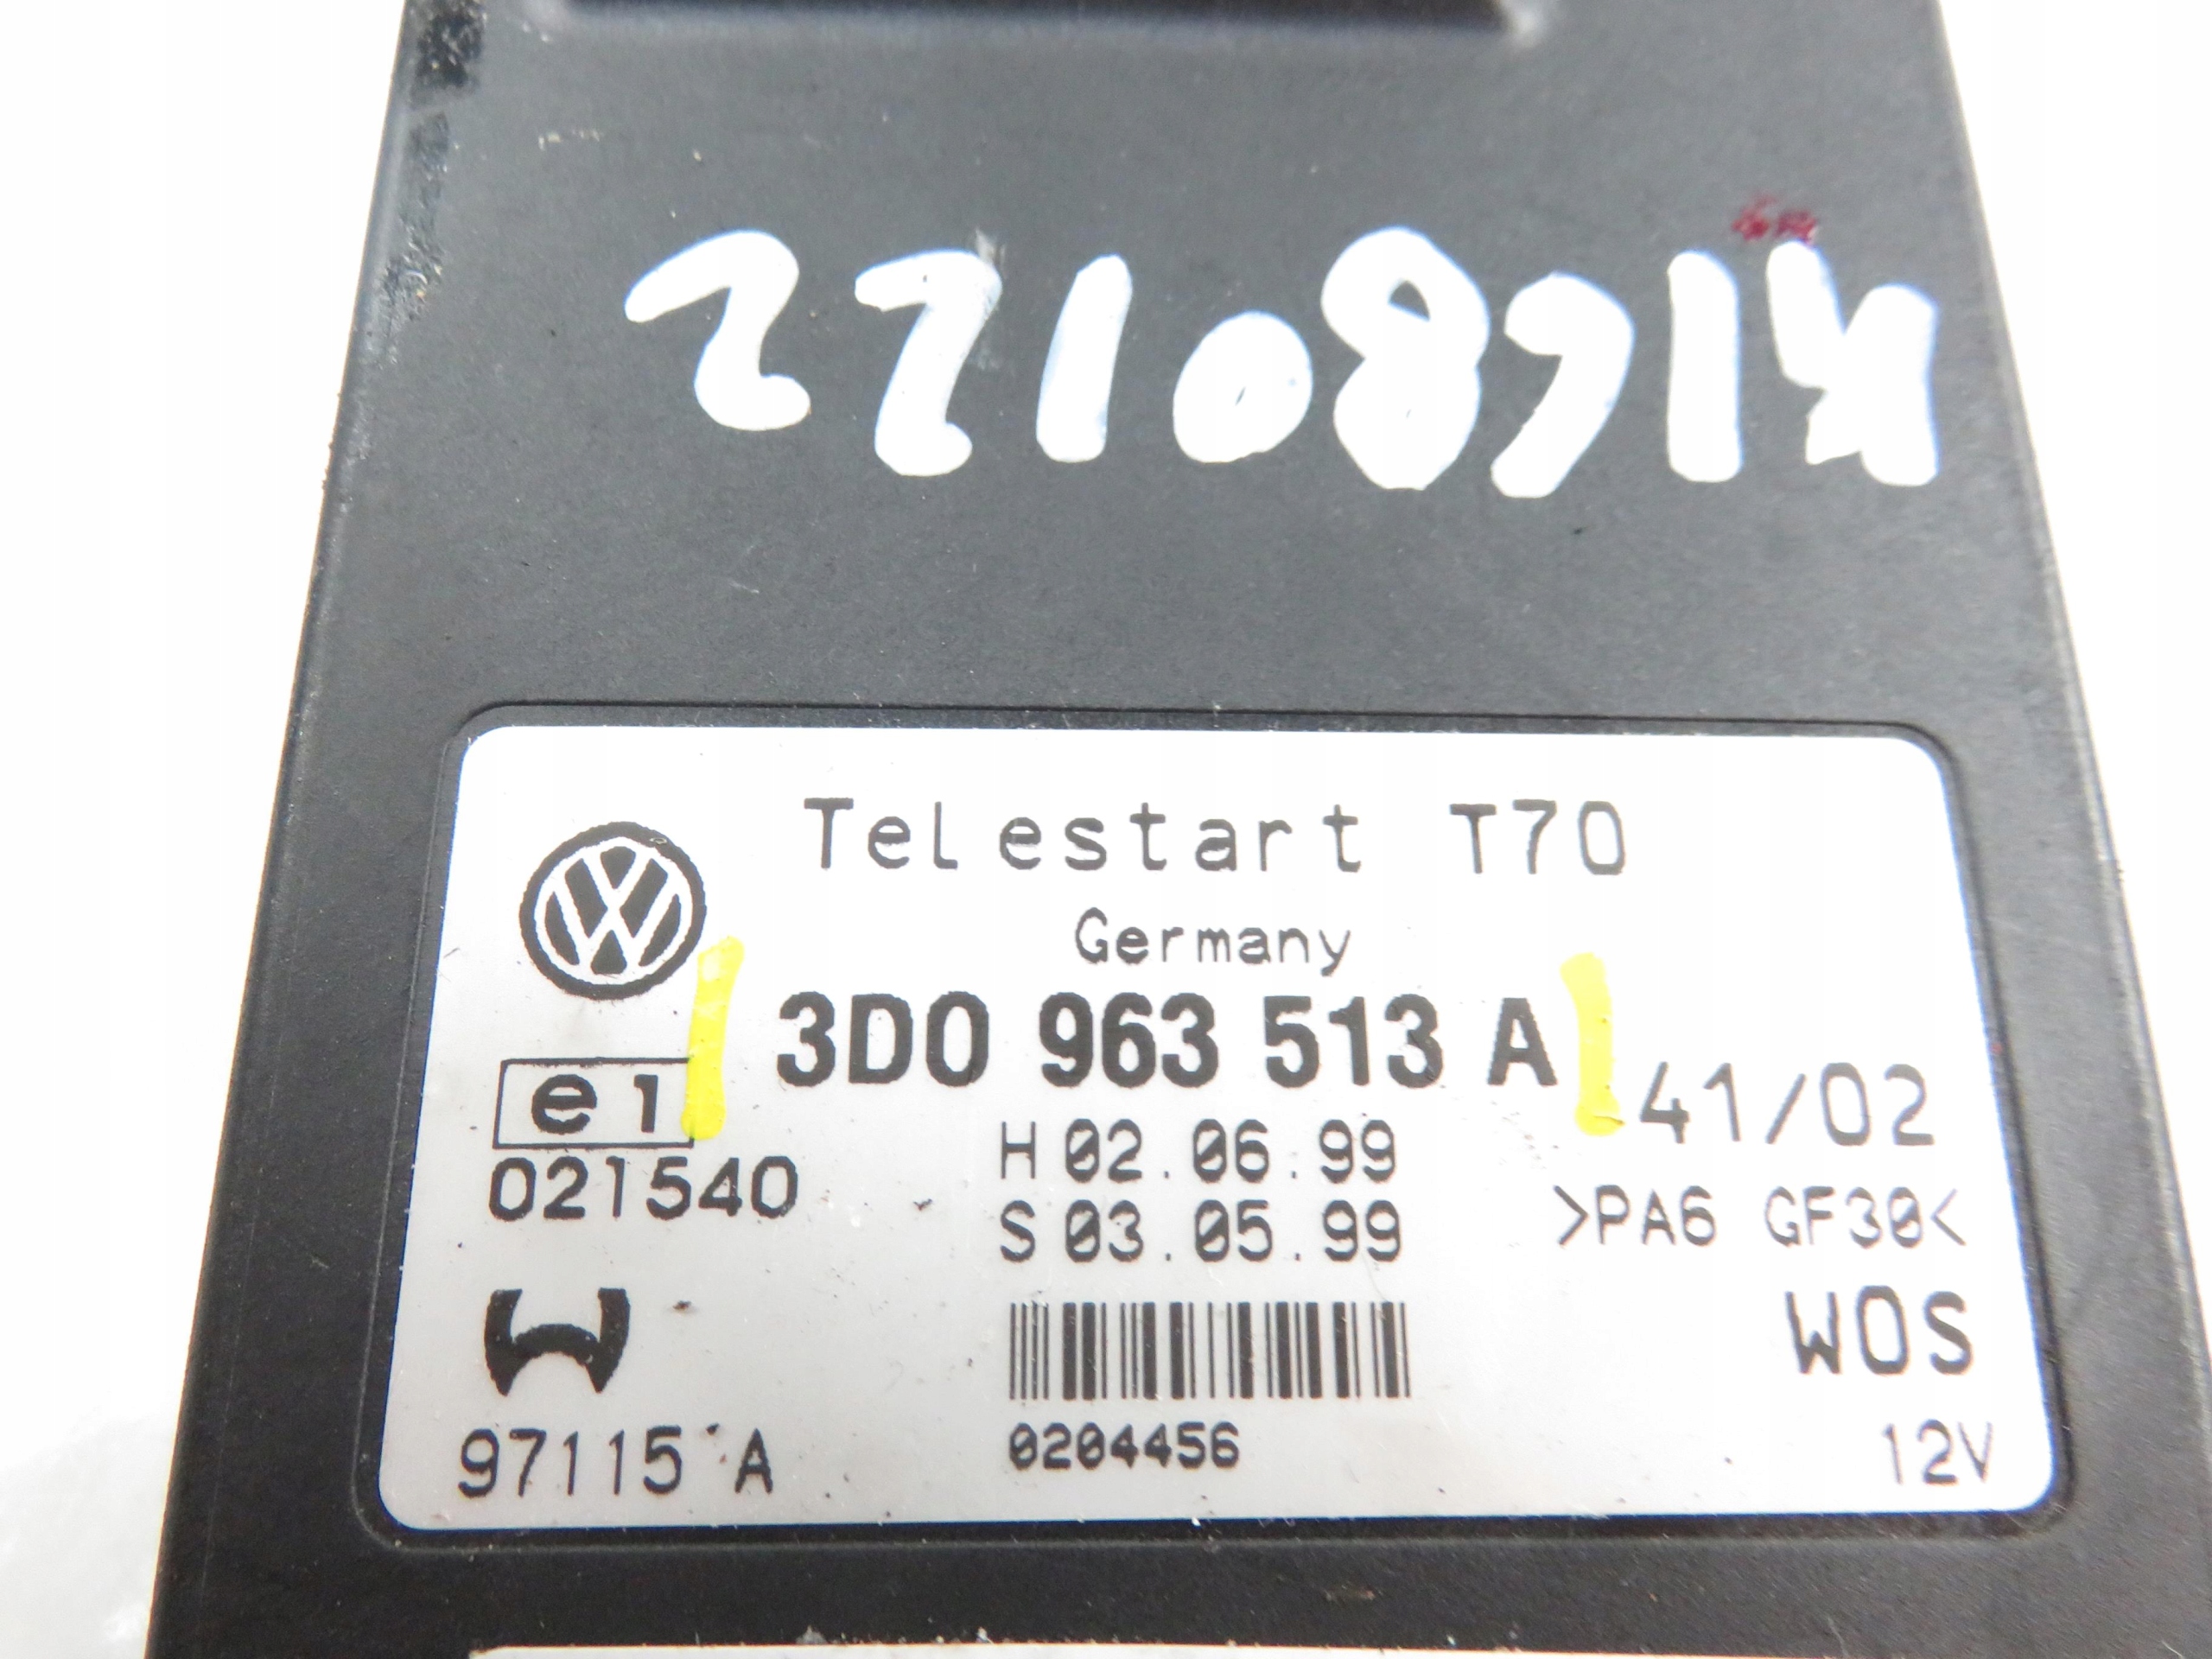 Telestart T70
Germany
3D0 963 513 A
e1
41/02
021540
H 02.06.99
S 03.05.99
>PA6 GF30<
WOS
97115 A
0204456
12V